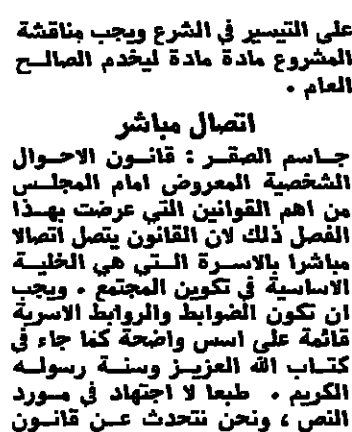 على التيسير في الشرع ويجب مناقشة
المشروع مادة مادة ليخدم الصالح
العام .
اتصال مباشر
جاسم الصقر : قانون الاحوال
الشخصية المعروض امام المجلس
من اهم القوانين التي عرضت بهذا
الفصل ذلك لان القانون يتصل اتصالا
مباشرا بالاسرة التي هي الخلية
الاساسية في تكوين المجتمع . ويجب
ان تكون الضوابط والروابط الاسرية
قائمة على اسس واضحة كما جاء في
كتاب الله العزيز وسنة رسوله
الكريم . طبعا لا اجتهاد في مورد
النص ، ونحن نتحدث عن قانون